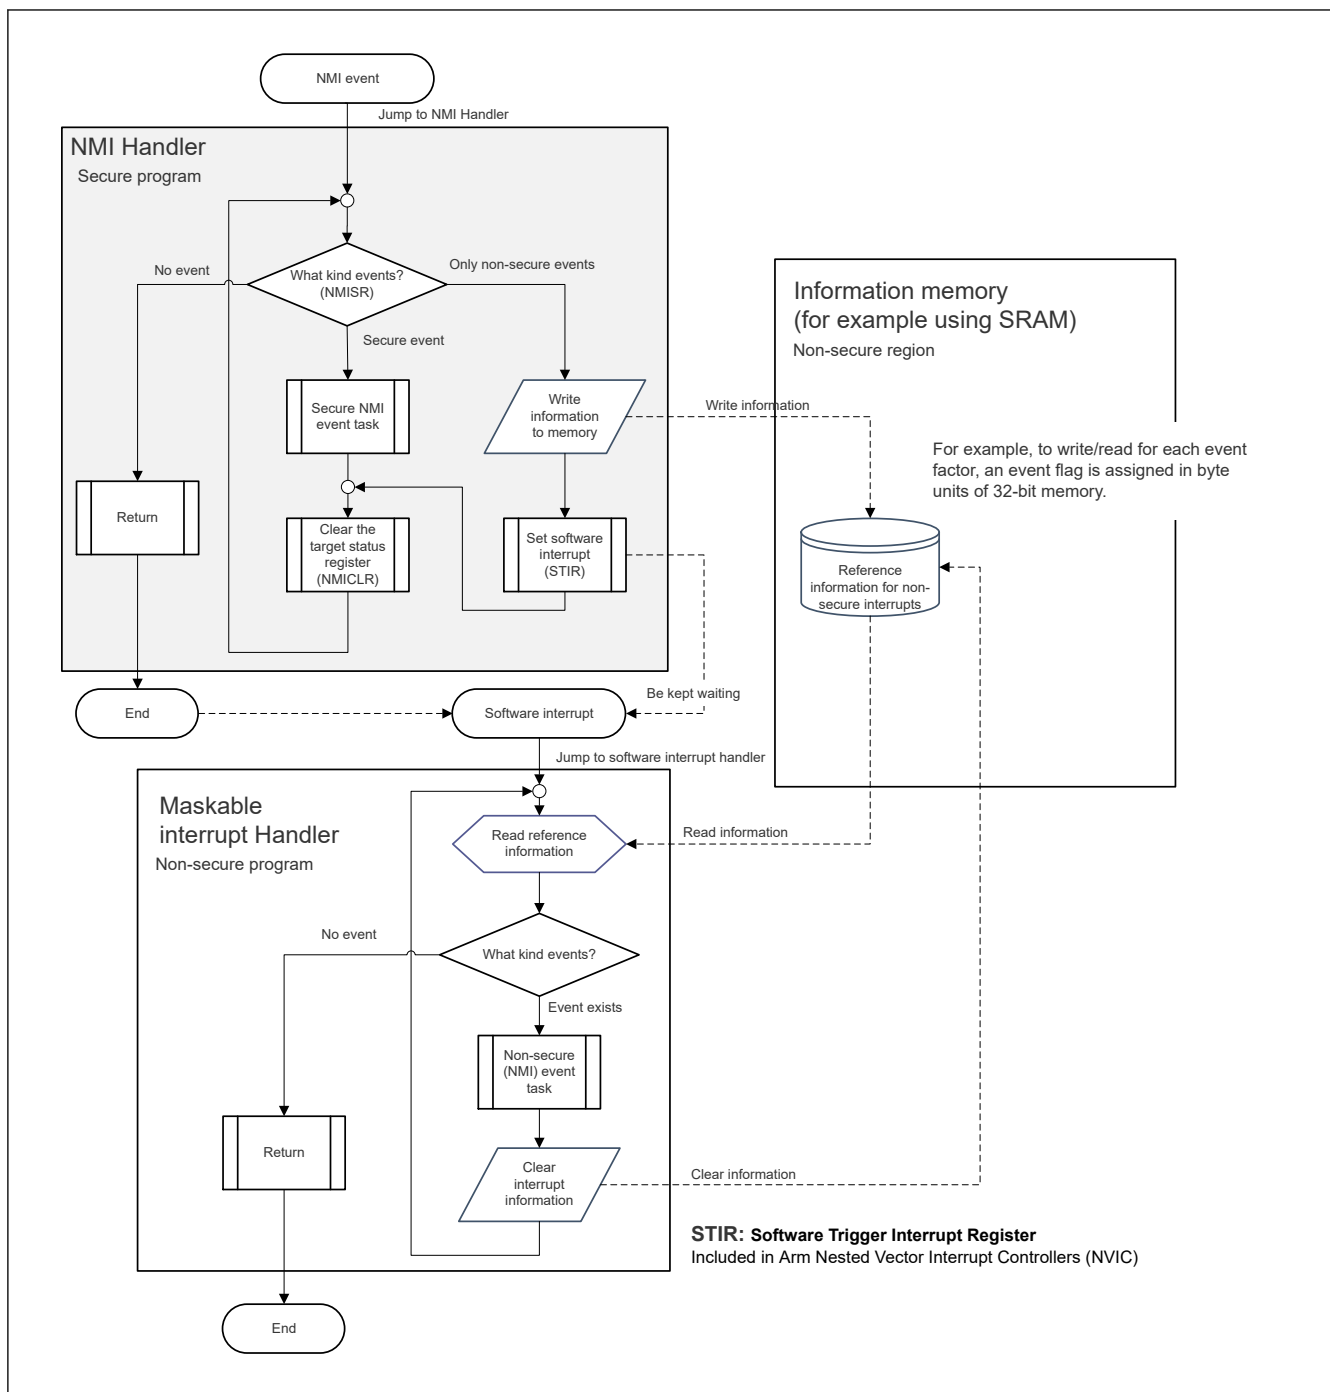 NMI event
Jump to NMI Handler
NMI Handler
Secure program
No event
What kind events?
(NMISR)
Only non-secure events
Secure event
Secure NMI
event task
Write
information
to memory
Write information
Information memory
(for example using SRAM)
Non-secure region
For example, to write/read for each event
factor, an event flag is assigned in byte
units of 32-bit memory.
Return
Clear the
target status
register
(NMICLR)
Set software
interrupt
(STIR)
Reference
information for non-
secure interrupts
Be kept waiting
End
Software interrupt
Jump to software interrupt handler
Maskable
interrupt Handler
Non-secure program
Read reference
information
Read information
No event
What kind events?
Event exists
Non-secure
(NMI) event
task
Return
Clear
interrupt
information
Clear information
STIR: Software Trigger Interrupt Register
Included in Arm Nested Vector Interrupt Controllers (NVIC)
End